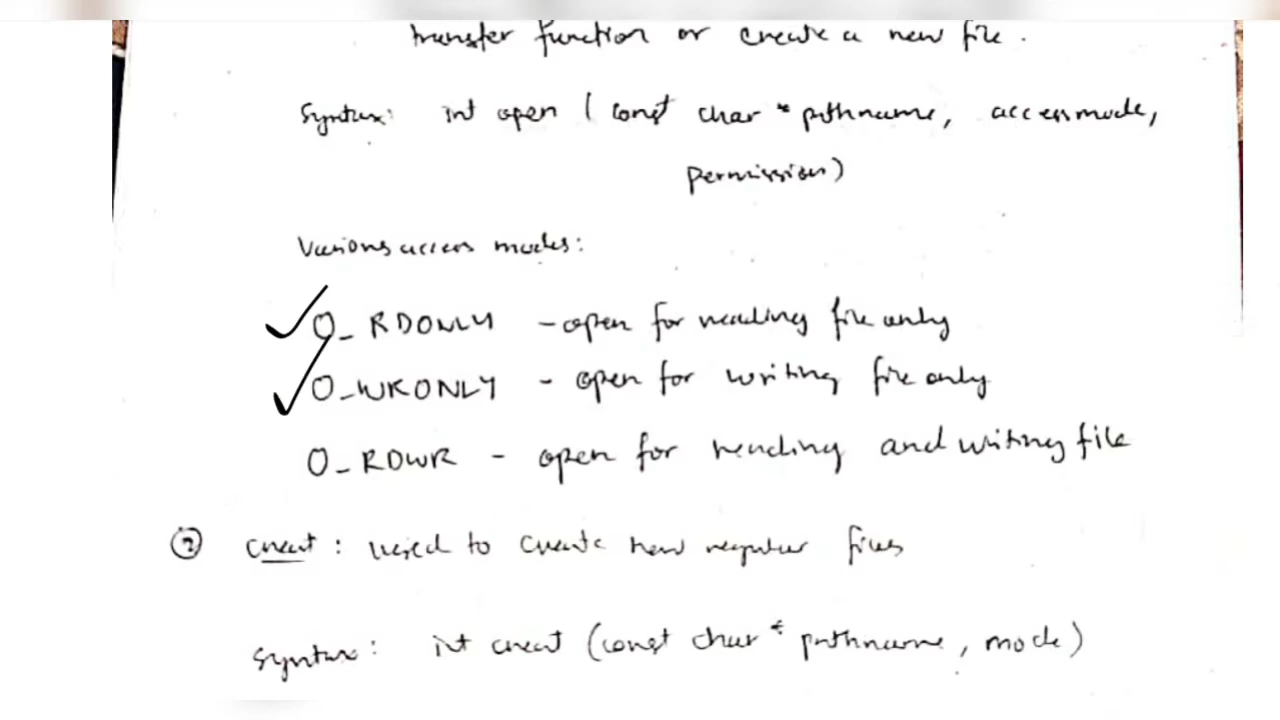 transfer function or create a new file.
Syntax: int open (const char * pathname, accessmode,
permission)
Various access modes:
O_RDONLY - open for reading file only
O_WRONLY - open for writing file only
O_RDWR - open for reading and writing file
② creat : used to create new regular files
Syntax : int creat (const char * pathname, mode)